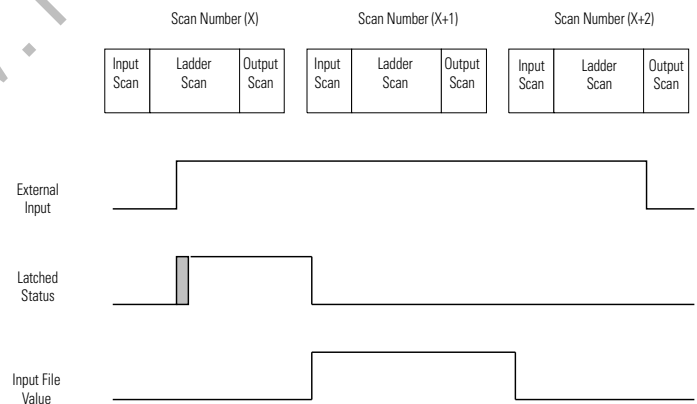 Scan Number (X)
Scan Number (X+1)
Scan Number (X+2)
Input
Scan
Ladder
Scan
Output
Scan
Input
Scan
Ladder
Scan
Output
Scan
Input
Scan
Ladder
Scan
Output
Scan
External
Input
Latched
Status
Input File
Value